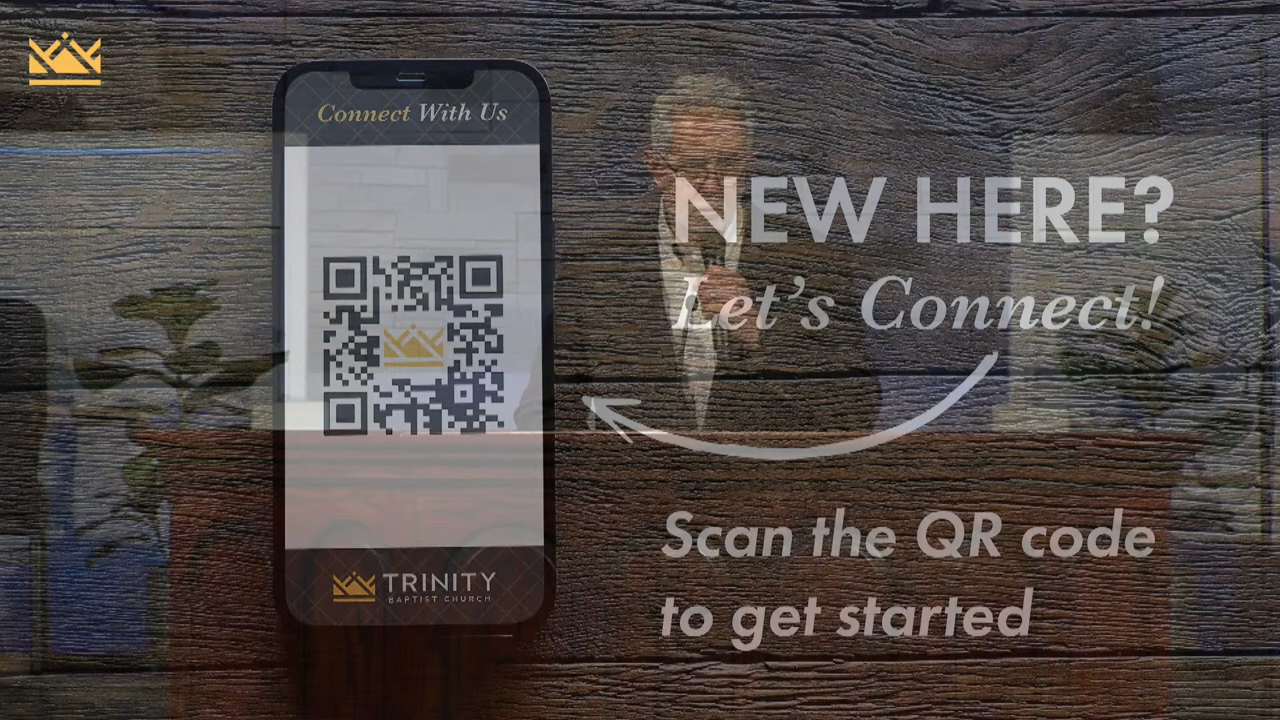 Connect With Us
TRINITY
BAPTIST CHURCH
NEW HERE?
Let's Connect!
Scan the QR code
to get started